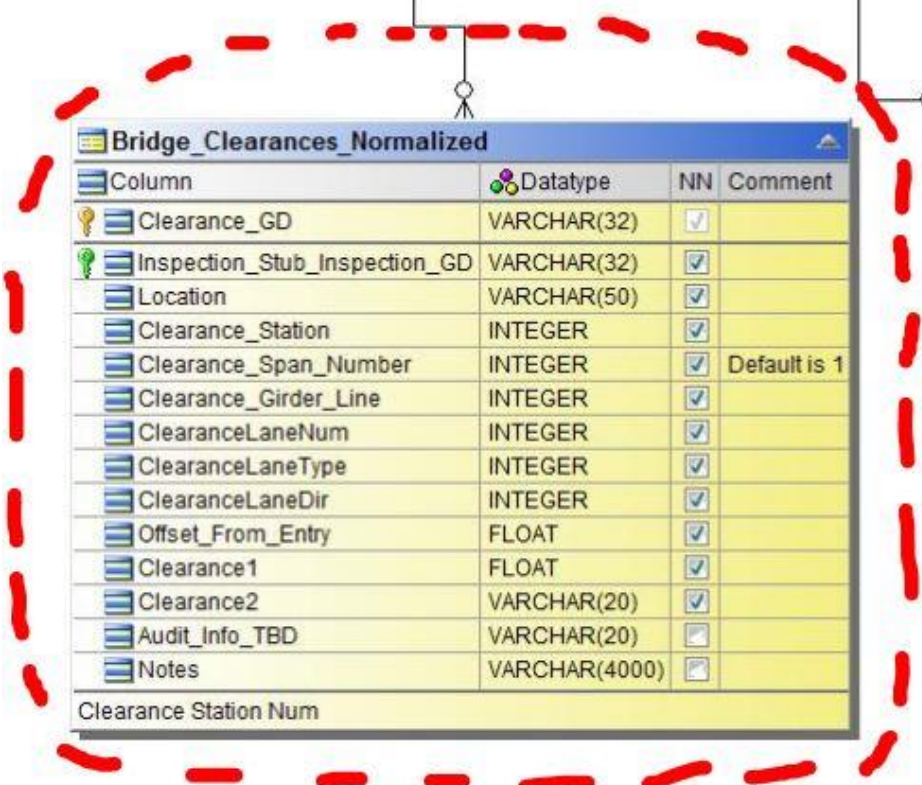 Bridge_Clearances_Normalized
Column Datatype NN Comment
Clearance_GD VARCHAR(32)
Inspection_Stub_Inspection_GD VARCHAR(32)
Location VARCHAR(50)
Clearance_Station INTEGER
Clearance_Span_Number INTEGER Default is 1
Clearance_Girder_Line INTEGER
ClearanceLaneNum INTEGER
ClearanceLaneType INTEGER
ClearanceLaneDir INTEGER
Offset_From_Entry FLOAT
Clearance1 FLOAT
Clearance2 VARCHAR(20)
Audit_Info_TBD VARCHAR(20)
Notes VARCHAR(4000)
Clearance Station Num